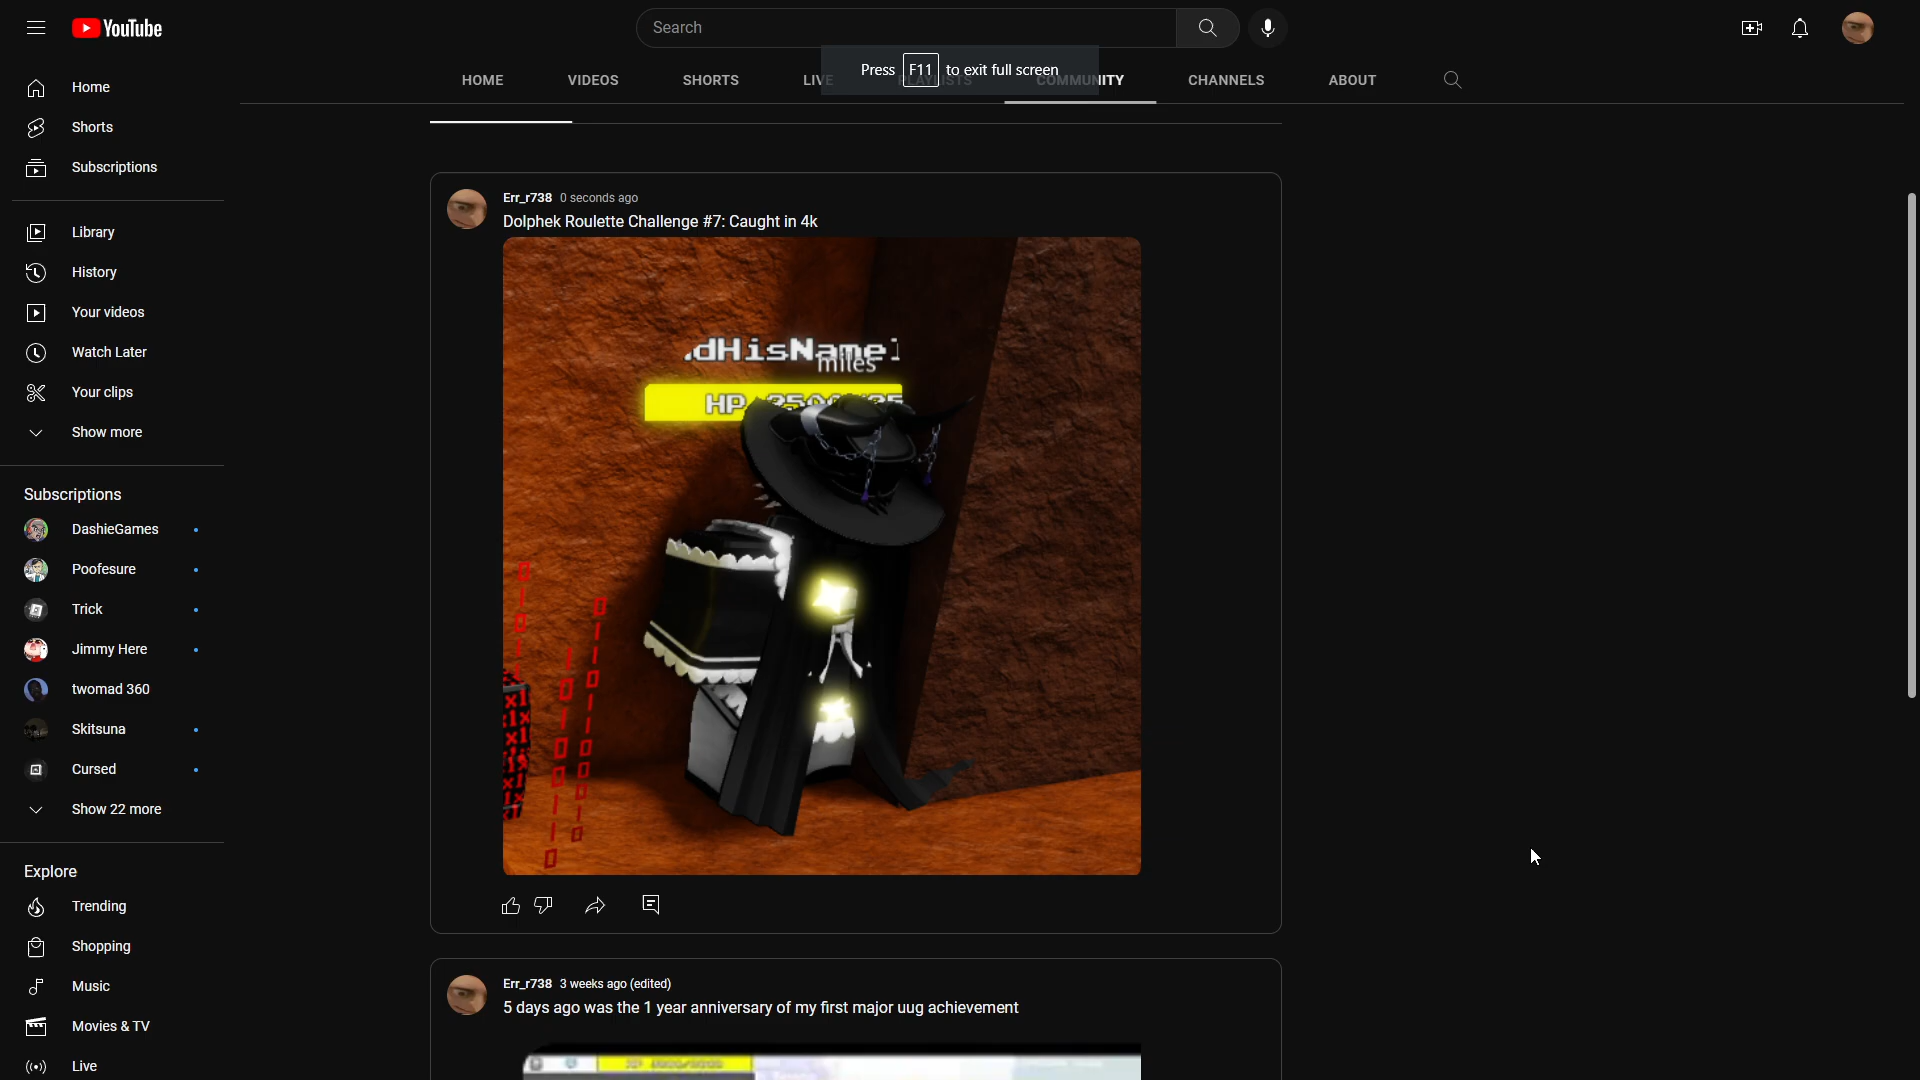 YouTube
Search
Press F11 to exit full screen
HOME
VIDEOS
SHORTS
LIVE
PLAYLISTS
COMMUNITY
CHANNELS
ABOUT
Home
Shorts
Subscriptions
Library
History
Your videos
Watch Later
Your clips
Show more
Subscriptions
DashieGames
Poofesure
Trick
Jimmy Here
twomad 360
Skitsuna
Cursed
Show 22 more
Explore
Trending
Shopping
Music
Movies & TV
Live
Err_r738 0 seconds ago
Dolphek Roulette Challenge #7: Caught in 4k
dHisName
miles
HP
Err_r738 3 weeks ago (edited)
5 days ago was the 1 year anniversary of my first major uug achievement